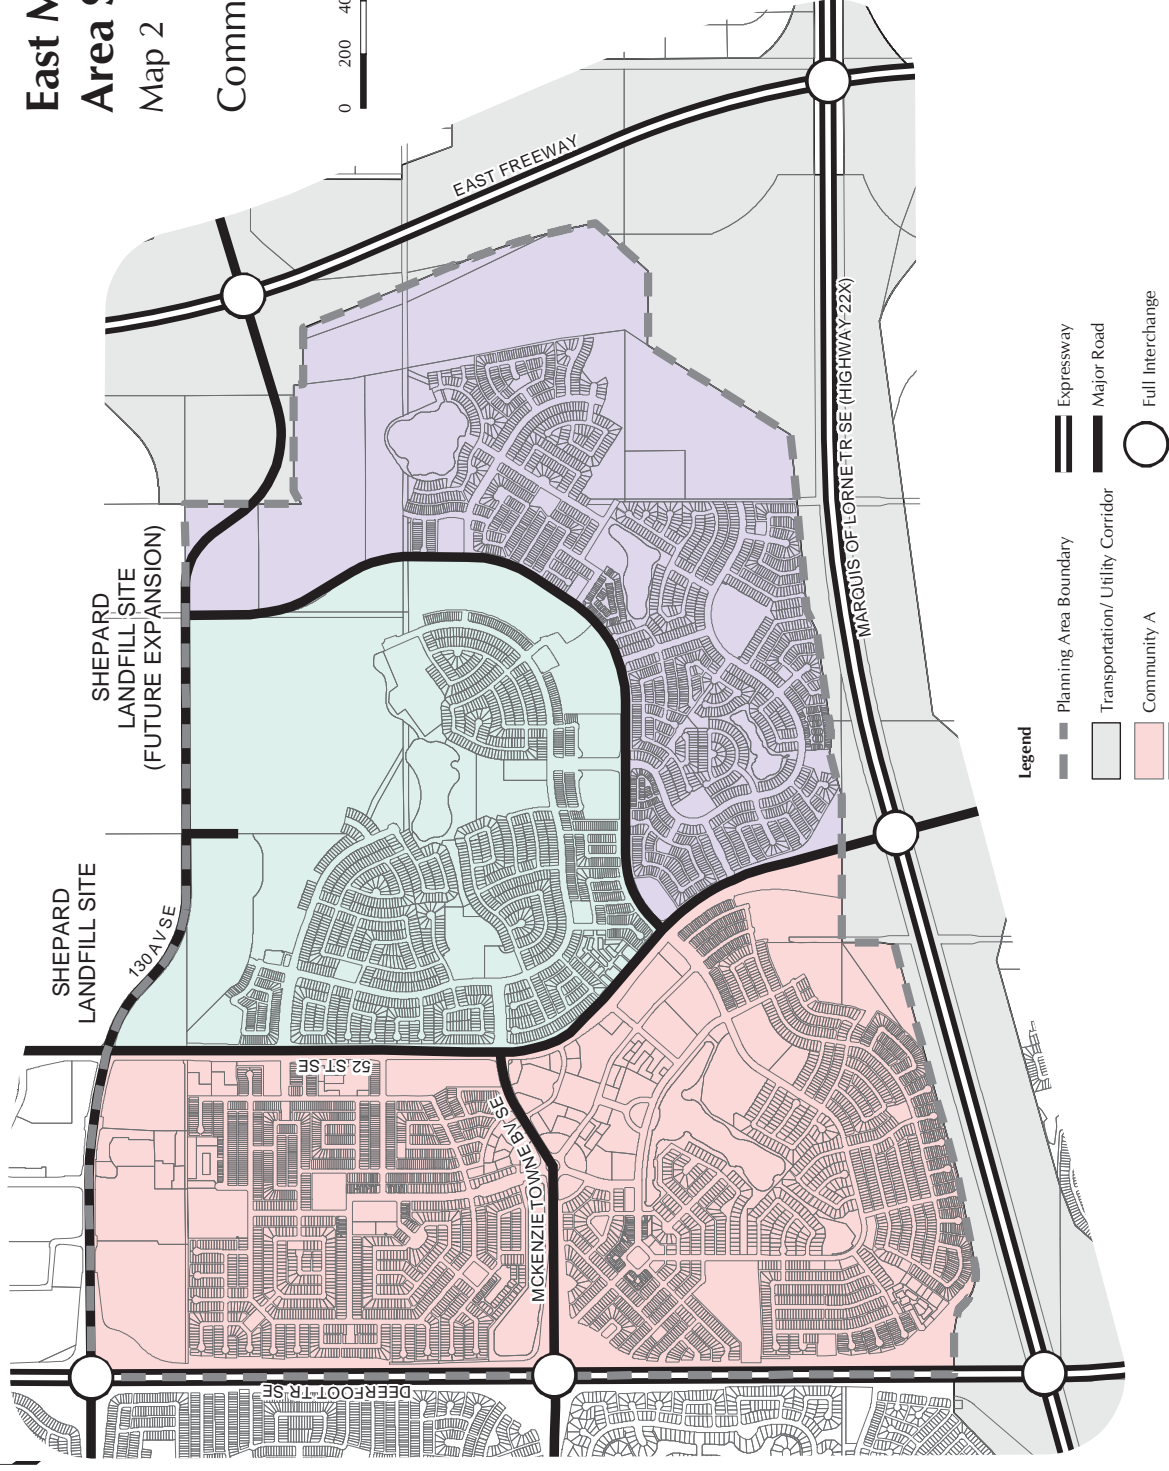 East M
Area S
Map 2
Comm
0 200 40
SHEPARD
LANDFILL SITE
SHEPARD
LANDFILL SITE
(FUTURE EXPANSION)
130 AV SE
EAST FREEWAY
52 ST SE
MCKENZIE TOWNE BV SE
DEERFOOT TR SE
MARQUIS OF LORNE TR SE (HIGHWAY 22X)
Legend
Planning Area Boundary
Transportation/ Utility Corridor
Community A
Expressway
Major Road
Full Interchange